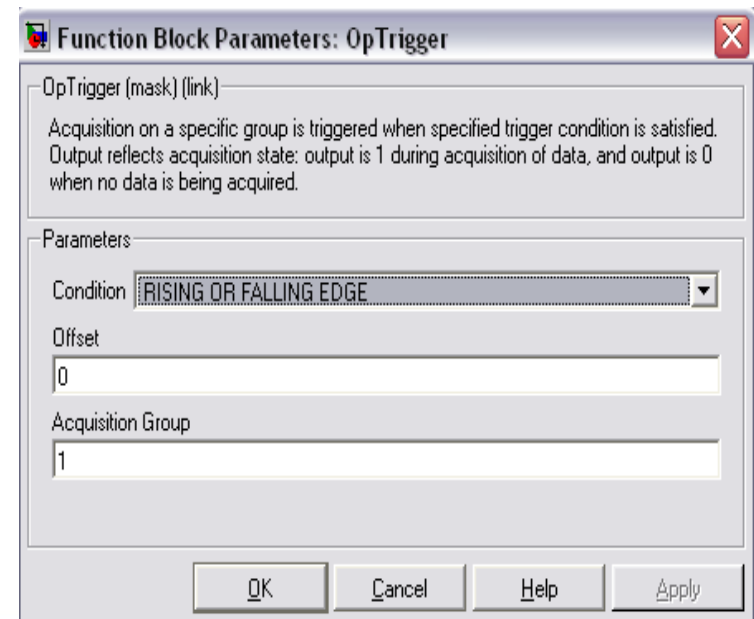 Function Block Parameters: OpTrigger
OpTrigger (mask) (link)
Acquisition on a specific group is triggered when specified trigger condition is satisfied.
Output reflects acquisition state: output is 1 during acquisition of data, and output is 0
when no data is being acquired.
Parameters
Condition RISING OR FALLING EDGE
Offset
0
Acquisition Group
1
OK Cancel Help Apply